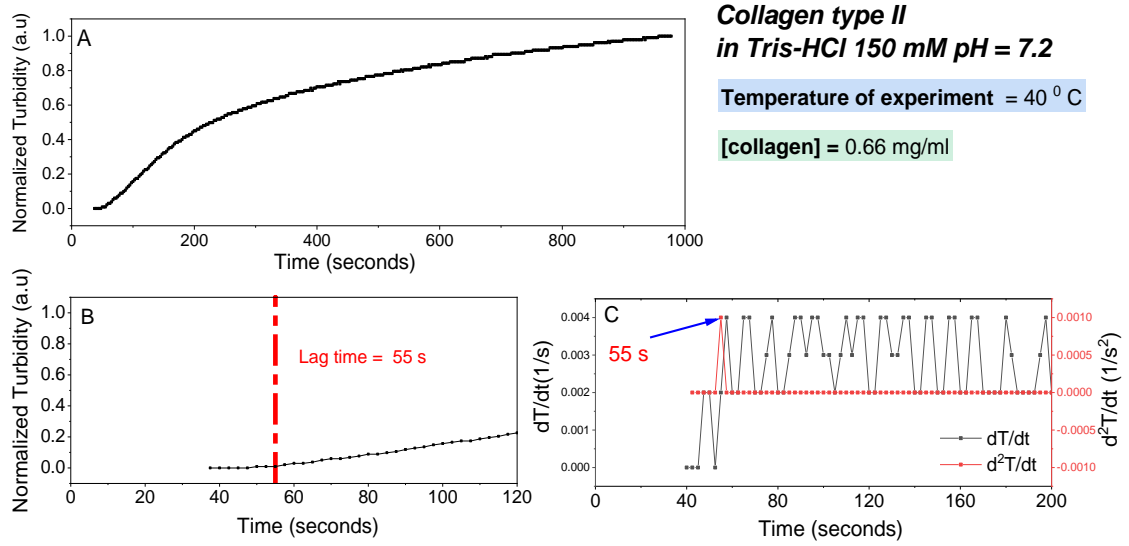 Collagen type II
in Tris-HCl 150 mM pH = 7.2
Temperature of experiment = 40 ⁰ C
[collagen] = 0.66 mg/ml
A
Normalized Turbidity (a.u)
1.0
0.8
0.6
0.4
0.2
0.0
0 200 400 600 800 1000
Time (seconds)
B
Normalized Turbidity (a.u)
1.0
0.8
0.6
0.4
0.2
0.0
Lag time = 55 s
0 20 40 60 80 100 120
Time (seconds)
C
dT/dt(1/s)
0.004
0.003
0.002
0.001
0.000
55 s
dT/dt
d²T/dt
0.0010
0.0005
0.0000
-0.0005
-0.0010
d²T/dt (1/s²)
0 40 80 120 160 200
Time (seconds)